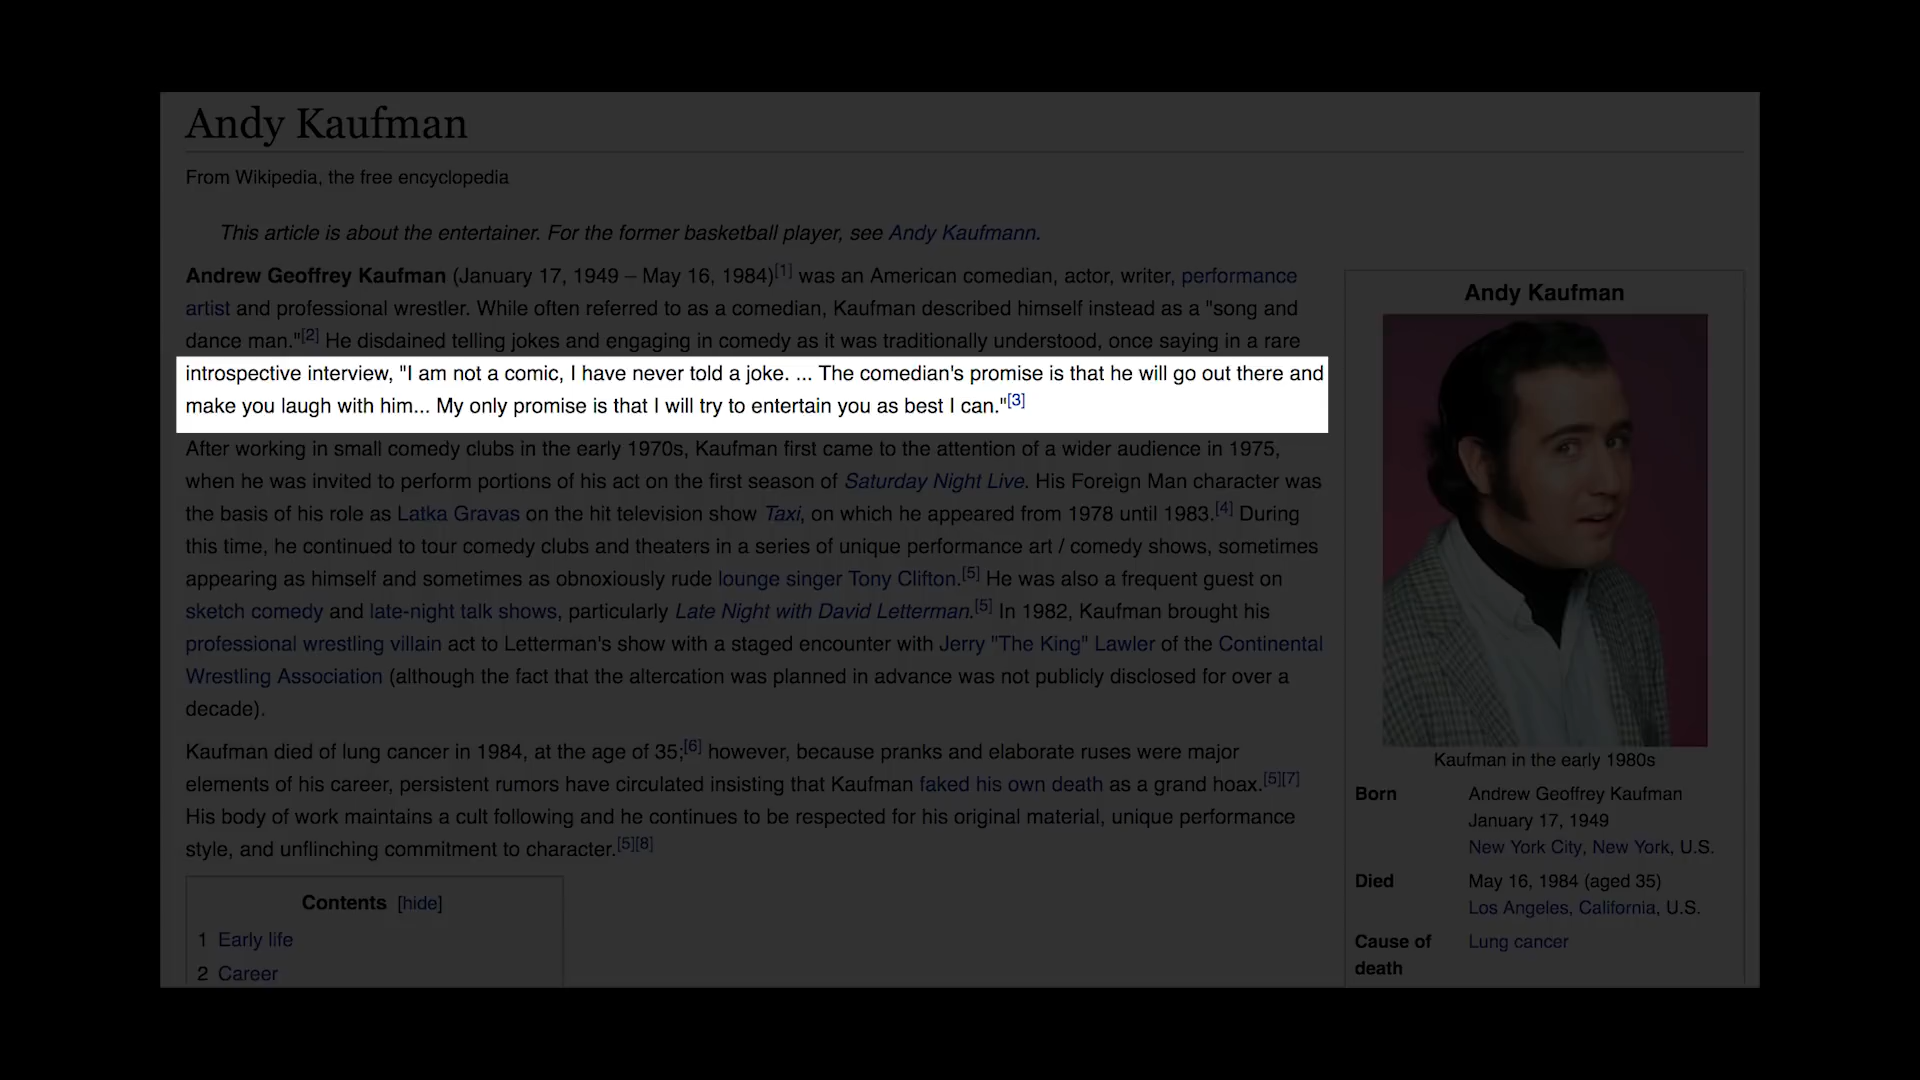 Andy Kaufman
From Wikipedia, the free encyclopedia
This article is about the entertainer. For the former basketball player, see Andy Kaufmann.
Andrew Geoffrey Kaufman (January 17, 1949 – May 16, 1984)[1] was an American comedian, actor, writer, performance
artist and professional wrestler. While often referred to as a comedian, Kaufman described himself instead as a "song and
dance man."[2] He disdained telling jokes and engaging in comedy as it was traditionally understood, once saying in a rare
introspective interview, "I am not a comic, I have never told a joke. ... The comedian's promise is that he will go out there and
make you laugh with him... My only promise is that I will try to entertain you as best I can."[3]
After working in small comedy clubs in the early 1970s, Kaufman first came to the attention of a wider audience in 1975,
when he was invited to perform portions of his act on the first season of Saturday Night Live. His Foreign Man character was
the basis of his role as Latka Gravas on the hit television show Taxi, on which he appeared from 1978 until 1983.[4] During
this time, he continued to tour comedy clubs and theaters in a series of unique performance art / comedy shows, sometimes
appearing as himself and sometimes as obnoxiously rude lounge singer Tony Clifton.[5] He was also a frequent guest on
sketch comedy and late-night talk shows, particularly Late Night with David Letterman.[5] In 1982, Kaufman brought his
professional wrestling villain act to Letterman's show with a staged encounter with Jerry "The King" Lawler of the Continental
Wrestling Association (although the fact that the altercation was planned in advance was not publicly disclosed for over a
decade).
Kaufman died of lung cancer in 1984, at the age of 35;[6] however, because pranks and elaborate ruses were major
elements of his career, persistent rumors have circulated insisting that Kaufman faked his own death as a grand hoax.[5][7]
His body of work maintains a cult following and he continues to be respected for his original material, unique performance
style, and unflinching commitment to character.[5][8]
Contents [hide]
1 Early life
2 Career
Andy Kaufman
Kaufman in the early 1980s
Born Andrew Geoffrey Kaufman
January 17, 1949
New York City, New York, U.S.
Died May 16, 1984 (aged 35)
Los Angeles, California, U.S.
Cause of Lung cancer
death